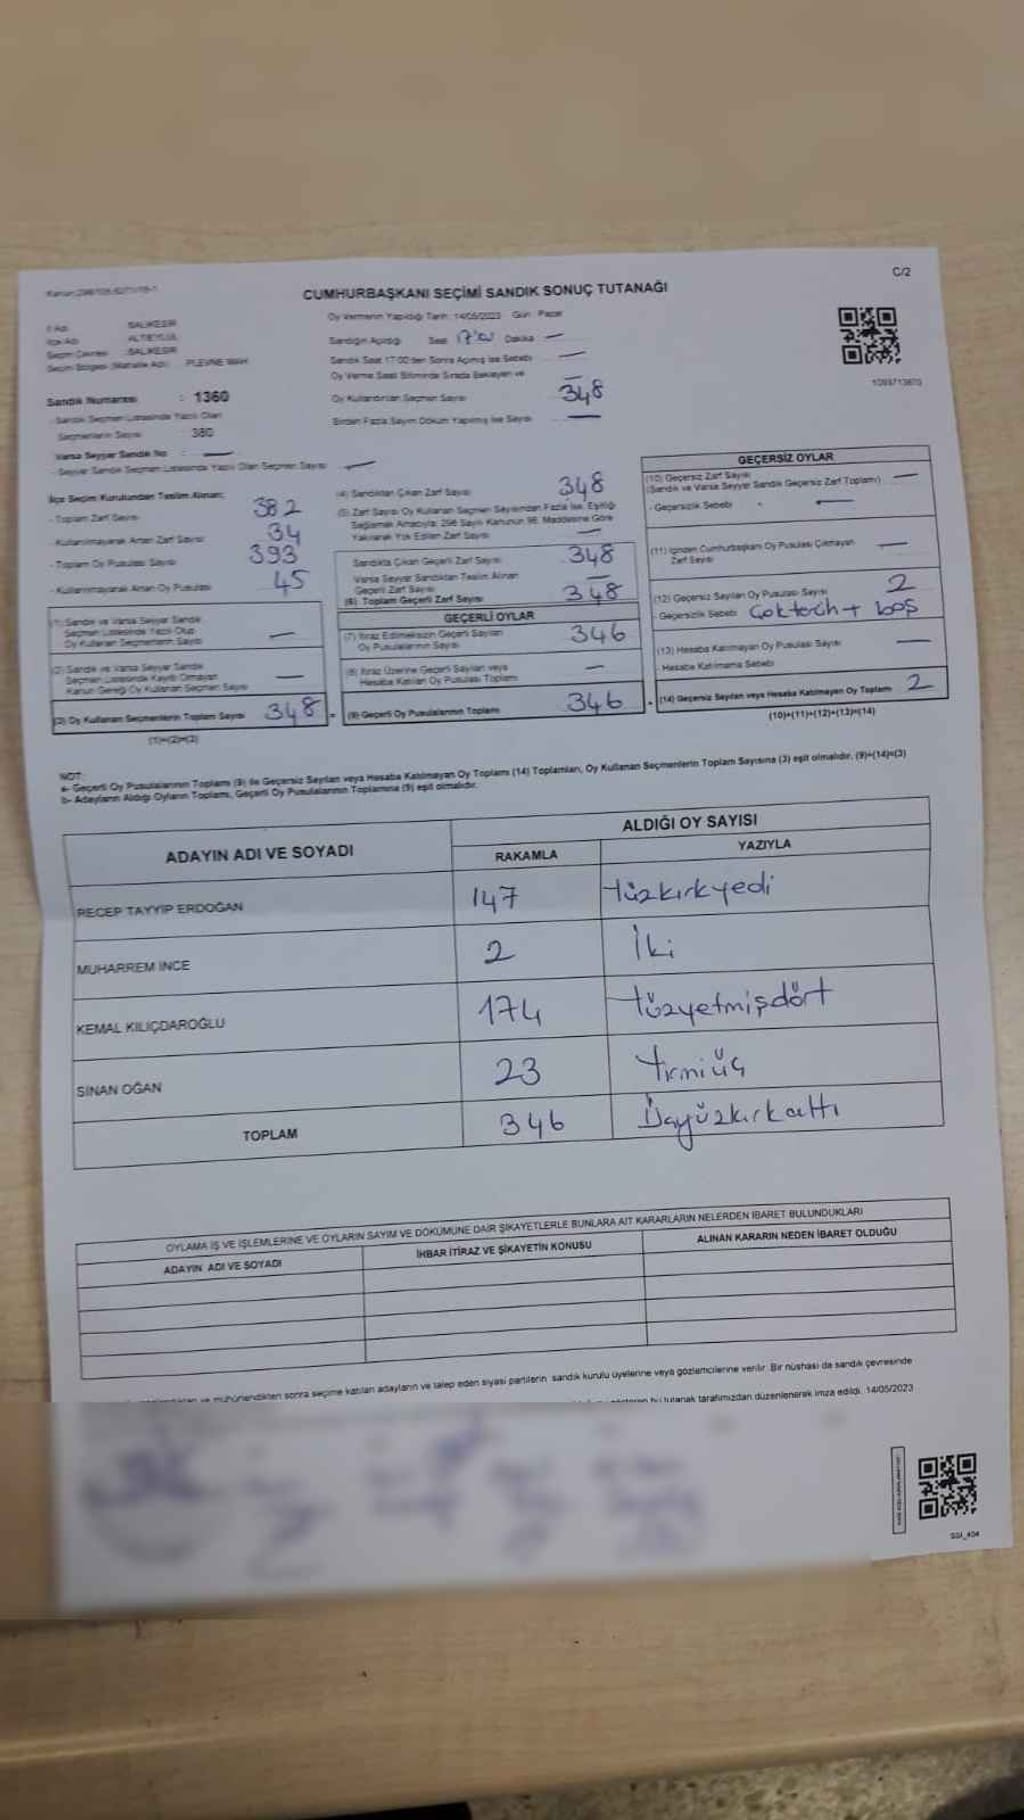 C/2
CUMHURBAŞKANI SEÇİMİ SANDIK SONUÇ TUTANAĞI
Oy Vermenin Yapıldığı Tarih: 14/05/2023 Gün: Pazar
İl Adı BALIKESİR
İlçe Adı ALTIEYLÜL
Seçim Çevresi BALIKESİR
Seçim Bölgesi (Mahalle Adı) PLEVNE MAH
Sandığın Açıldığı Saat 17:00 Dakika —
Sandık Saat 17:00'den Sonra Açılmış İse Sebebi —
Oy Verme Saati Bitiminde Sırada Bekleyen ve
Oy Kullandırılan Seçmen Sayısı —
348
Birden Fazla Sayım Döküm Yapılmış İse Sayısı —
Sandık Numarası : 1360
- Sandık Seçmen Listesinde Yazılı Olan
Seçmenlerin Sayısı 380
Varsa Seyyar Sandık No : —
- Seyyar Sandık Seçmen Listesinde Yazılı Olan Seçmen Sayısı —
İlçe Seçim Kurulundan Teslim Alınan;
- Toplam Zarf Sayısı 382
- Kullanılmayarak Artan Zarf Sayısı 34
- Toplam Oy Pusulası Sayısı 393
- Kullanılmayarak Artan Oy Pusulası 45
(1) Sandık ve Varsa Seyyar Sandık
Seçmen Listesinde Yazılı Olup
Oy Kullanan Seçmenlerin Sayısı —
(2) Sandık ve Varsa Seyyar Sandık
Seçmen Listesinde Kayıtlı Olmayan
Kanun Gereği Oy Kullanan Seçmen Sayısı —
(3) Oy Kullanan Seçmenlerin Toplam Sayısı 348 =
(1)+(2)=(3)
(4) Sandıktan Çıkan Zarf Sayısı 348
(5) Zarf Sayısı Oy Kullanan Seçmen Sayısından Fazla İse, Eşitliği
Sağlamak Amacıyla; 298 Sayılı Kanunun 98. Maddesine Göre
Yakılarak Yok Edilen Zarf Sayısı —
Sandıkta Çıkan Geçerli Zarf Sayısı 348
Varsa Seyyar Sandıktan Teslim Alınan
Geçerli Zarf Sayısı —
(6) Toplam Geçerli Zarf Sayısı 348
GEÇERLİ OYLAR
(7) İtiraz Edilmeksizin Geçerli Sayılan
Oy Pusulalarının Sayısı 346
(8) İtiraz Üzerine Geçerli Sayılan veya
Hesaba Katılan Oy Pusulası Toplamı —
(9) Geçerli Oy Pusulalarının Toplamı 346 +
GEÇERSİZ OYLAR
(10) Geçersiz Zarf Sayısı
(Sandık ve Varsa Seyyar Sandık Geçersiz Zarf Toplamı) —
- Geçersizlik Sebebi —
(11) İçinden Cumhurbaşkanı Oy Pusulası Çıkmayan
Zarf Sayısı —
(12) Geçersiz Sayılan Oy Pusulası Sayısı 2
- Geçersizlik Sebebi Çok tercih + boş
(13) Hesaba Katılmayan Oy Pusulası Sayısı —
- Hesaba Katılmama Sebebi
(14) Geçersiz Sayılan veya Hesaba Katılmayan Oy Toplamı 2
(10)+(11)+(12)+(13)=(14)
NOT:
a- Geçerli Oy Pusulalarının Toplamı (9) ile Geçersiz Sayılan veya Hesaba Katılmayan Oy Toplamı (14) Toplamları, Oy Kullanan Seçmenlerin Toplam Sayısına (3) eşit olmalıdır. (9)+(14)=(3)
b- Adayların Aldığı Oyların Toplamı, Geçerli Oy Pusulalarının Toplamına (9) eşit olmalıdır.
ADAYIN ADI VE SOYADI
ALDIĞI OY SAYISI
RAKAMLA YAZIYLA
RECEP TAYYİP ERDOĞAN 147 Yüzkırkyedi
MUHARREM İNCE 2 İki
KEMAL KILIÇDAROĞLU 174 Yüzyetmişdört
SİNAN OĞAN 23 Yirmiüç
TOPLAM 346 Üçyüzkırkaltı
OYLAMA İŞ VE İŞLEMLERİNE VE OYLARIN SAYIM VE DÖKÜMÜNE DAİR ŞİKAYETLERLE BUNLARA AİT KARARLARIN NELERDEN İBARET BULUNDUKLARI
ADAYIN ADI VE SOYADI İHBAR İTİRAZ VE ŞİKAYETİN KONUSU ALINAN KARARIN NEDEN İBARET OLDUĞU
ve mühürlendikten sonra seçime katılan adayların ve talep eden siyasi partilerin sandık kurulu üyelerine veya gözlemcilerine verilir. Bir nüshası da sandık çevresinde
bu tutanak tarafımızdan düzenlenerek imza edildi. 14/05/2023